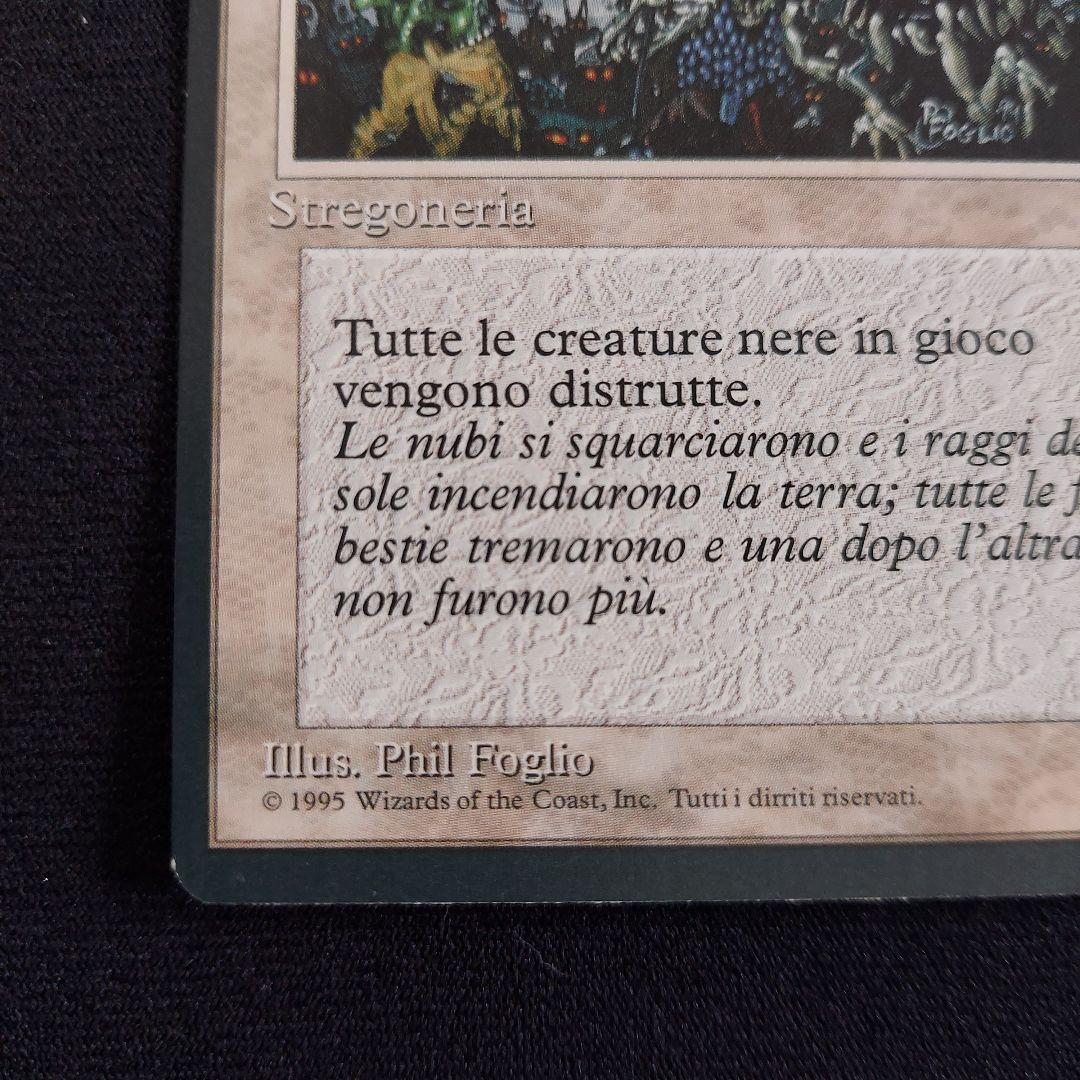 FOGLIO
Stregoneria
Tutte le creature nere in gioco
vengono distrutte.
Le nubi si squarciarono e i raggi
sole incendiarono la terra; tutte le
bestie tremarono e una dopo l'altra
non furono più.
Illus. Phil Foglio
© 1995 Wizards of the Coast, Inc. Tutti i dirriti riservati.